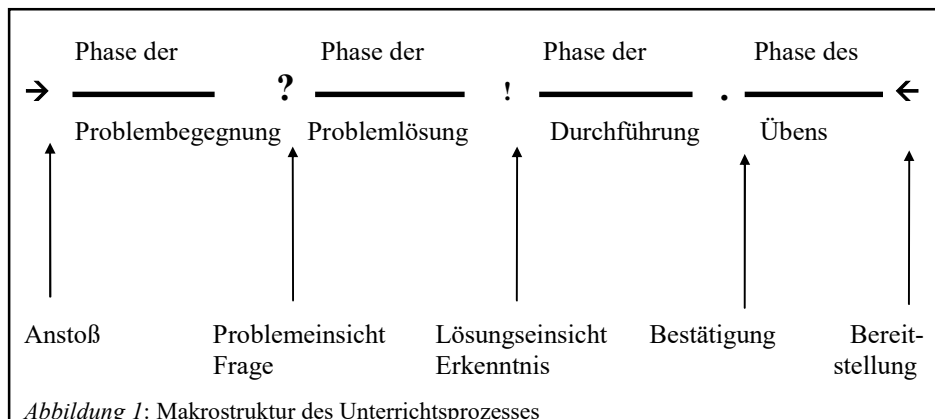 Phase der Phase der Phase der Phase des
→ ? ! . ←
Problembegegnung Problemlösung Durchführung Übens
Anstoß Problemeinsicht Lösungseinsicht Bestätigung Bereit-
Frage Erkenntnis stellung
Abbildung 1: Makrostruktur des Unterrichtsprozesses